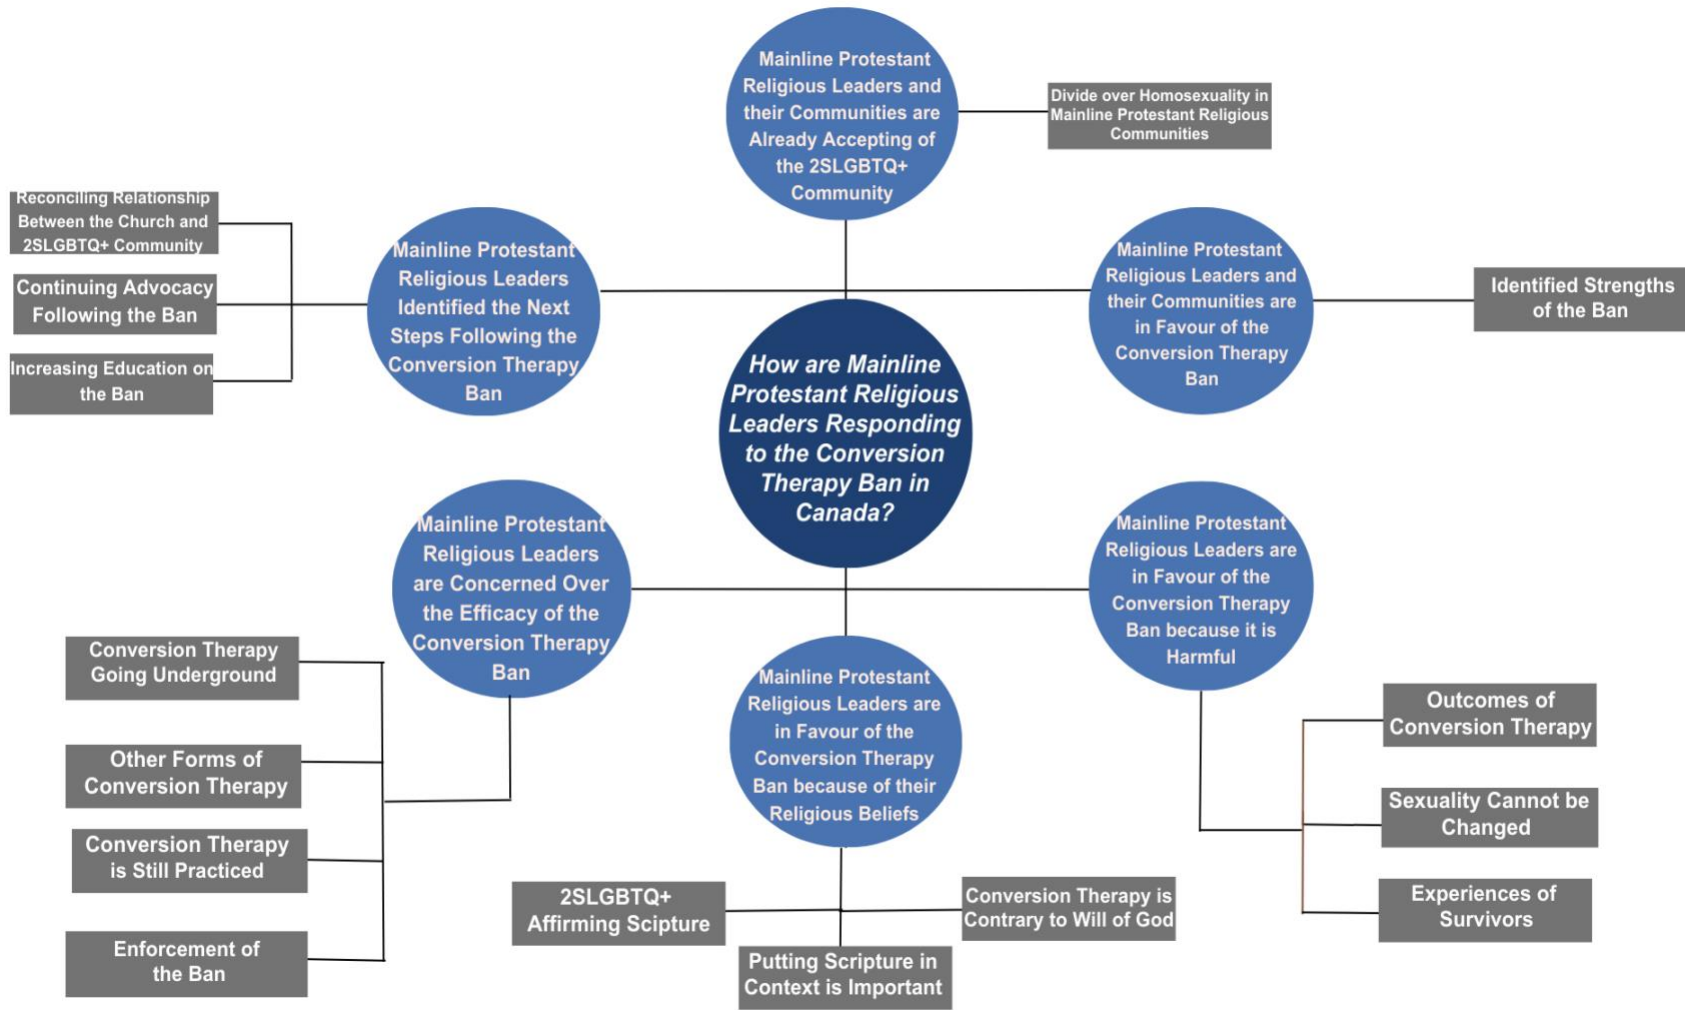 Mainline Protestant
Religious Leaders and
their Communities are
Already Accepting of
the 2SLGBTQ+
Community
Divide over Homosexuality in
Mainline Protestant Religious
Communities
Reconciling Relationship
Between the Church and
2SLGBTQ+ Community
Continuing Advocacy
Following the Ban
Increasing Education on
the Ban
Mainline Protestant
Religious Leaders
Identified the Next
Steps Following the
Conversion Therapy
Ban
Mainline Protestant
Religious Leaders and
their Communities are
in Favour of the
Conversion Therapy
Ban
Identified Strengths
of the Ban
How are Mainline
Protestant Religious
Leaders Responding
to the Conversion
Therapy Ban in
Canada?
Mainline Protestant
Religious Leaders
are Concerned Over
the Efficacy of the
Conversion Therapy
Ban
Conversion Therapy
Going Underground
Other Forms of
Conversion Therapy
Conversion Therapy
is Still Practiced
Enforcement of
the Ban
Mainline Protestant
Religious Leaders are
in Favour of the
Conversion Therapy
Ban because of their
Religious Beliefs
2SLGBTQ+
Affirming Scipture
Putting Scripture in
Context is Important
Conversion Therapy is
Contrary to Will of God
Mainline Protestant
Religious Leaders are
in Favour of the
Conversion Therapy
Ban because it is
Harmful
Outcomes of
Conversion Therapy
Sexuality Cannot be
Changed
Experiences of
Survivors